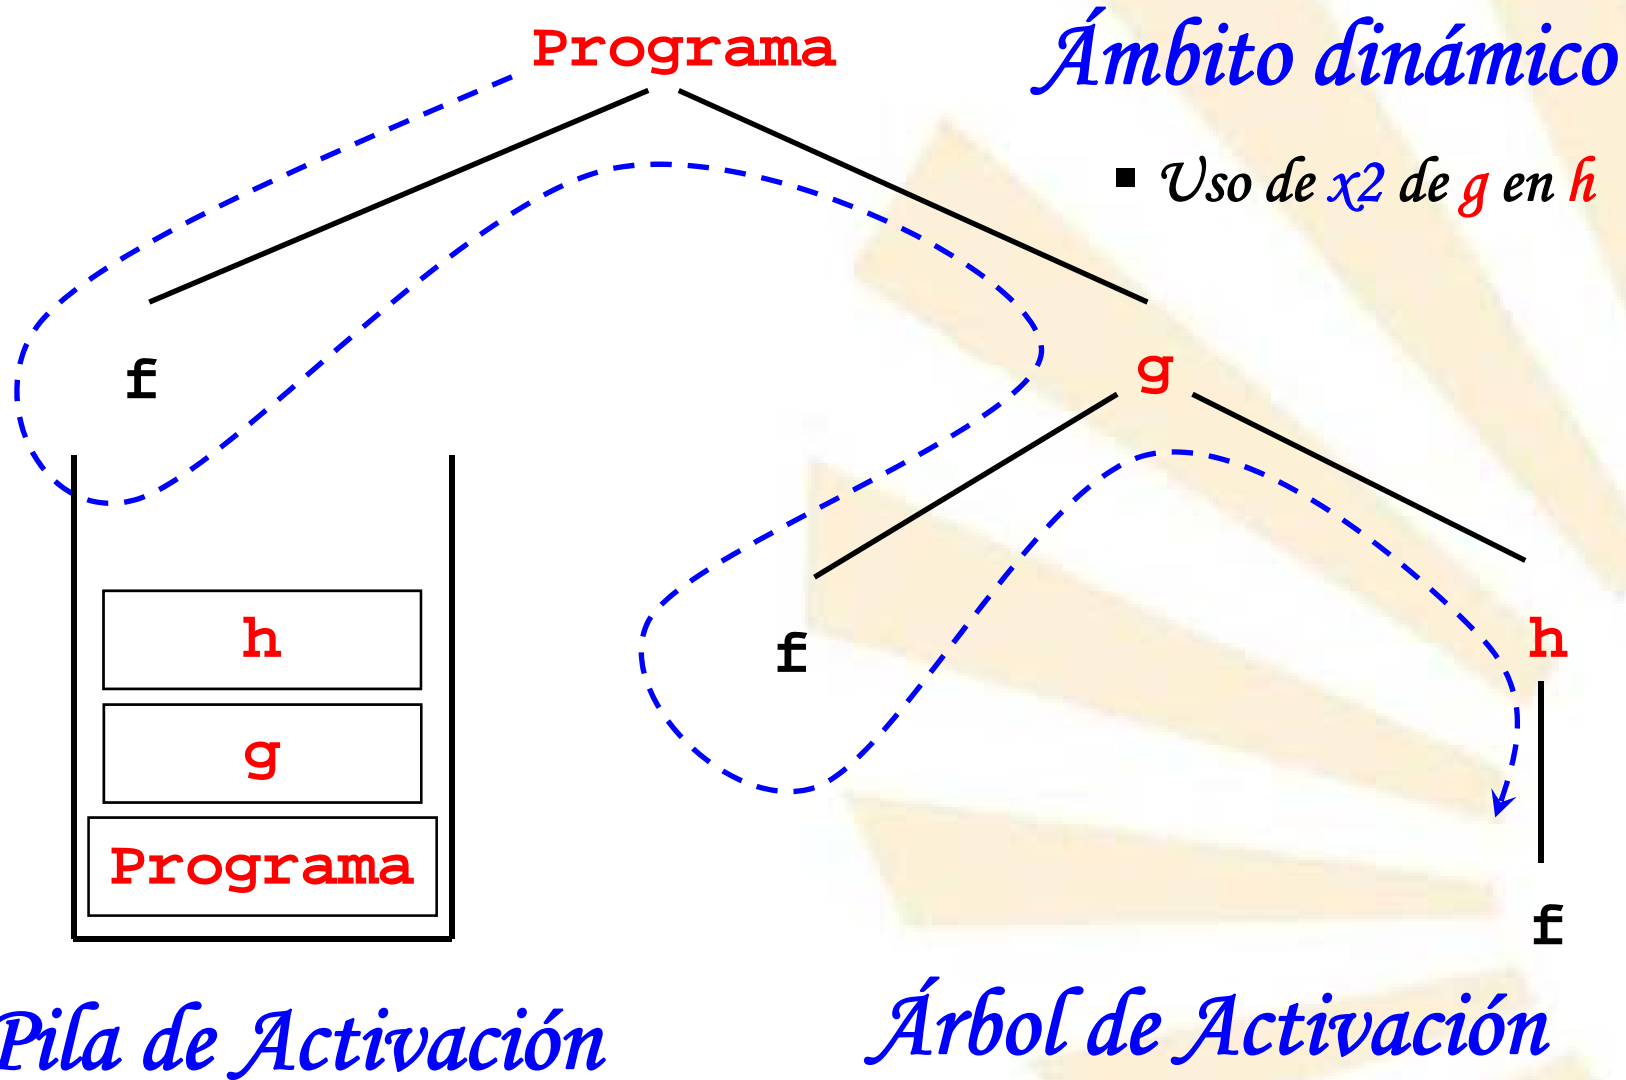 Programa
Ámbito dinámico
Uso de x2 de g en h
f
g
f
h
h
g
Programa
f
Pila de Activación
Árbol de Activación